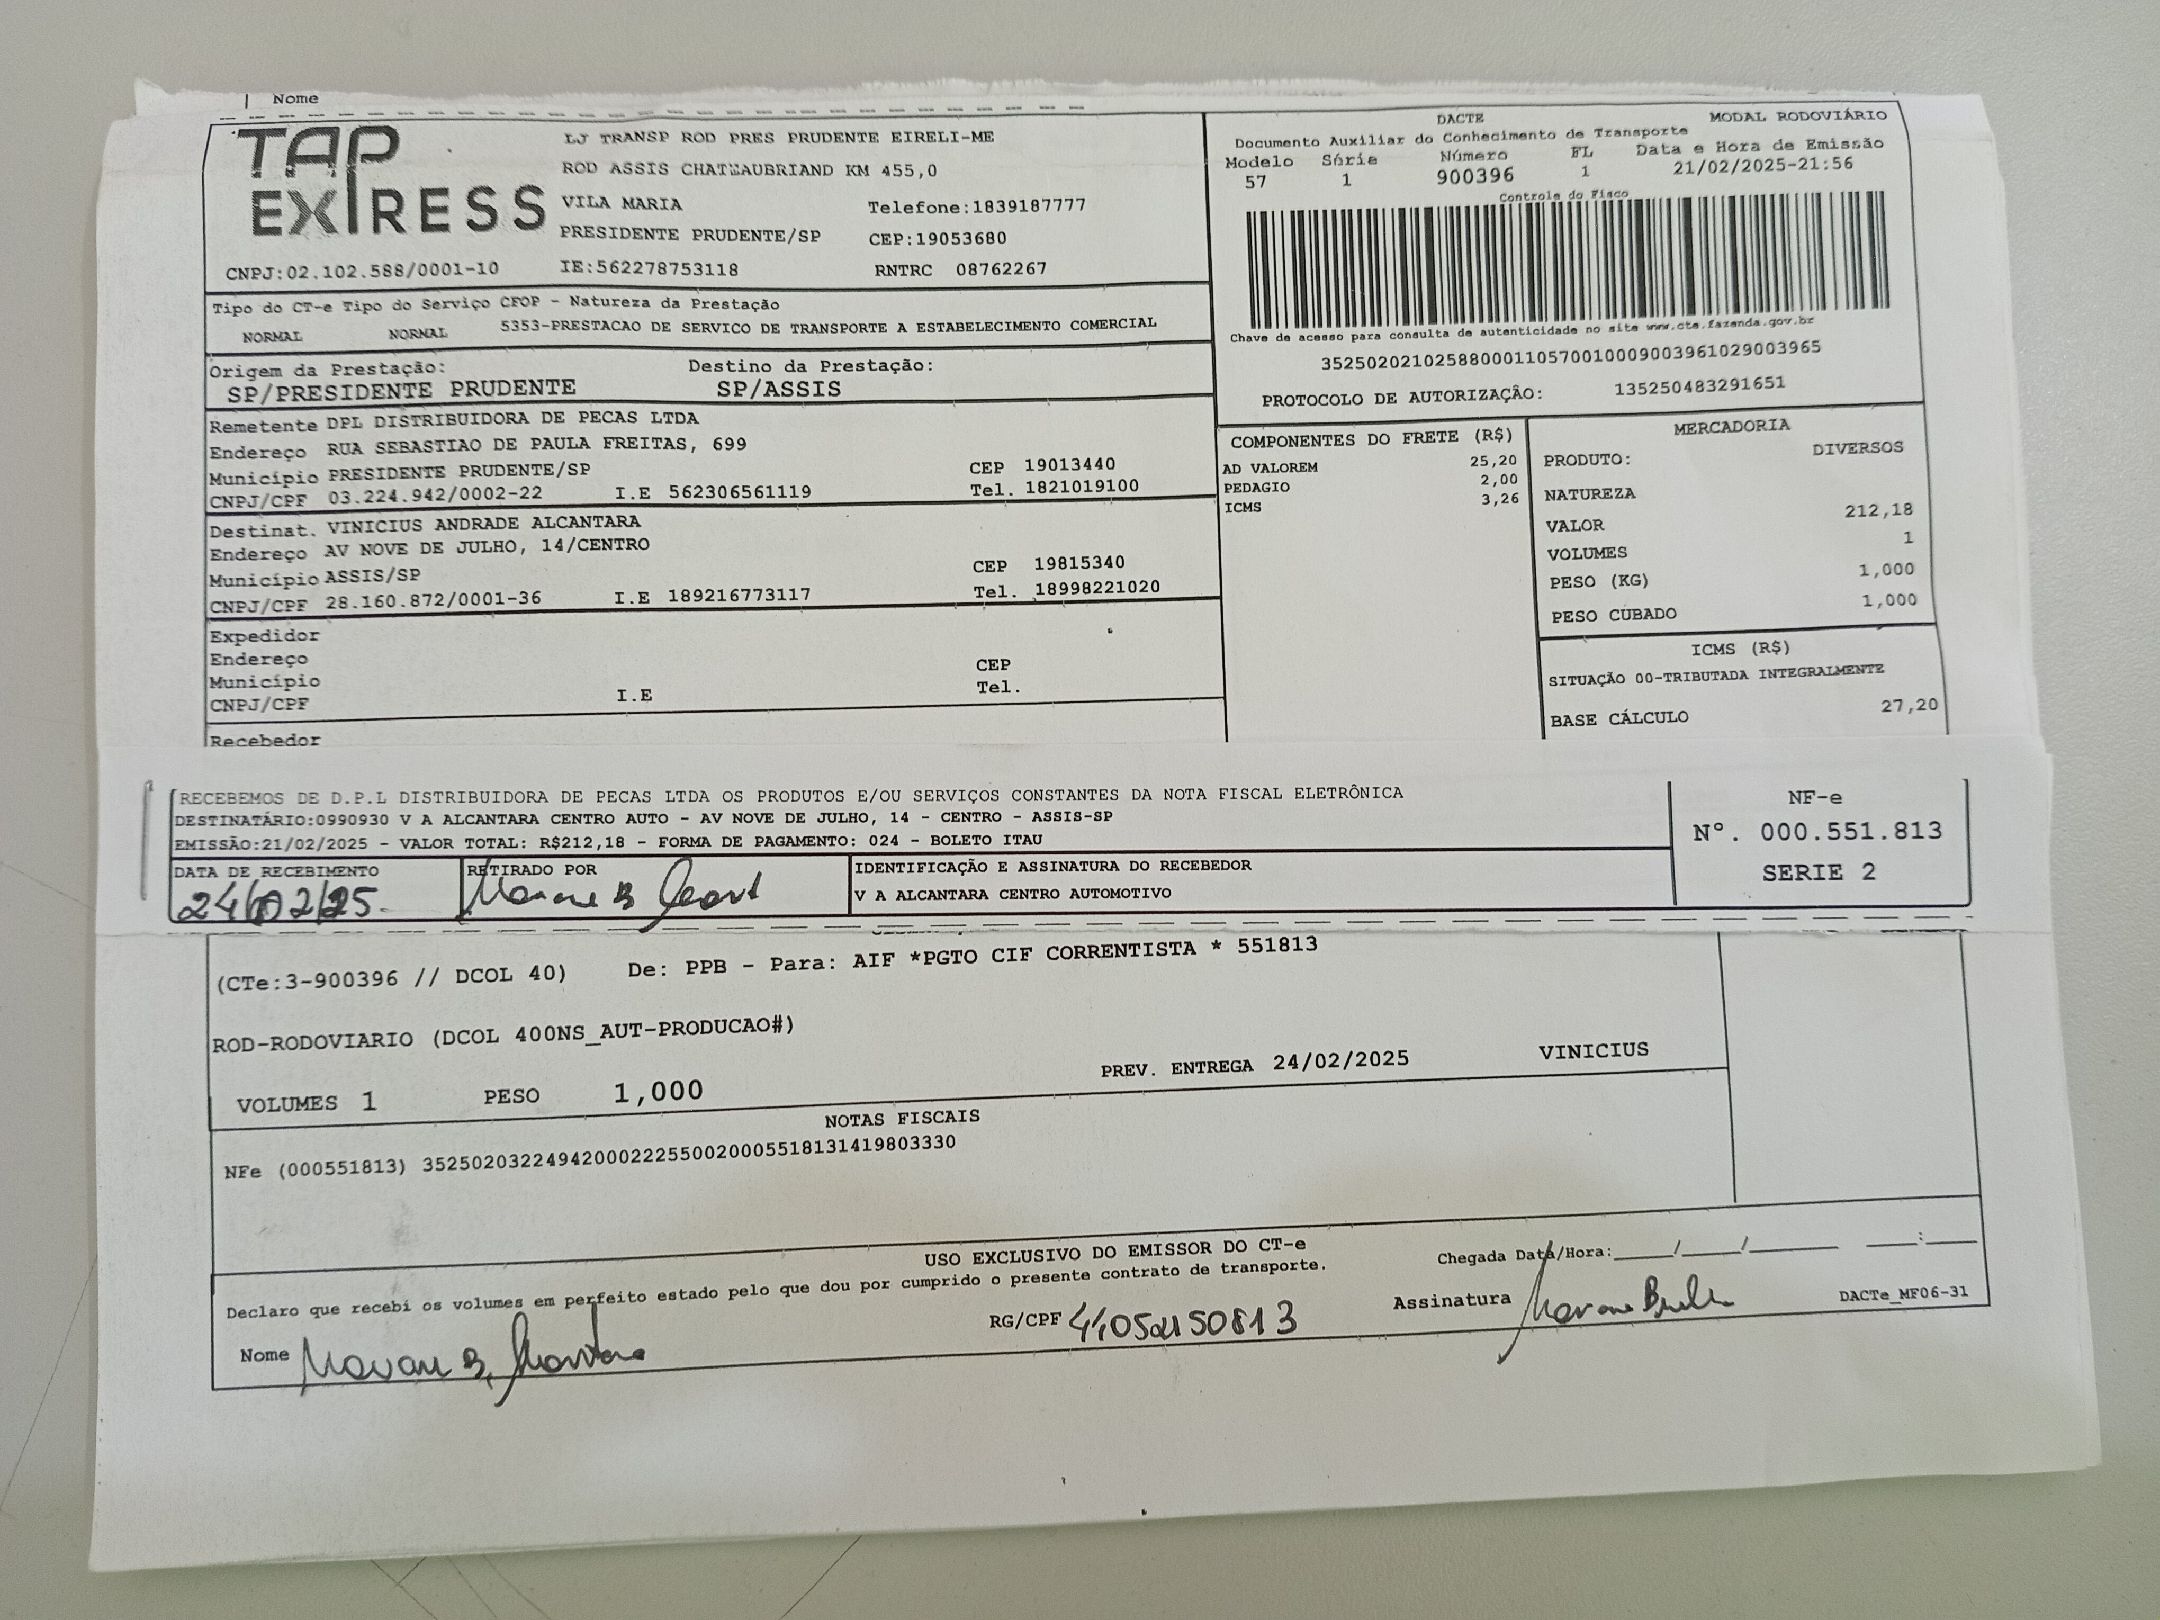 Nome
TAP EXPRESS
LJ TRANSP ROD PRES PRUDENTE EIRELI-ME
ROD ASSIS CHATEAUBRIAND KM 455,0
VILA MARIA Telefone:1839187777
PRESIDENTE PRUDENTE/SP CEP:19053680
CNPJ:02.102.588/0001-10 IE:562278753118 RNTRC 08762267
DACTE MODAL RODOVIÁRIO
Documento Auxiliar do Conhecimento de Transporte
Modelo Série Número FL Data e Hora de Emissão
57 1 900396 1 21/02/2025-21:56
Controle do Fisco
Chave de acesso para consulta de autenticidade no site www.cte.fazenda.gov.br
35250202102588000110570010009003961029003965
PROTOCOLO DE AUTORIZAÇÃO: 135250483291651
Tipo do CT-e Tipo do Serviço CFOP - Natureza da Prestação
NORMAL NORMAL 5353-PRESTACAO DE SERVICO DE TRANSPORTE A ESTABELECIMENTO COMERCIAL
Origem da Prestação: Destino da Prestação:
SP/PRESIDENTE PRUDENTE SP/ASSIS
Remetente DPL DISTRIBUIDORA DE PECAS LTDA
Endereço RUA SEBASTIAO DE PAULA FREITAS, 699
Município PRESIDENTE PRUDENTE/SP CEP 19013440
CNPJ/CPF 03.224.942/0002-22 I.E 562306561119 Tel. 1821019100
Destinat. VINICIUS ANDRADE ALCANTARA
Endereço AV NOVE DE JULHO, 14/CENTRO
Município ASSIS/SP CEP 19815340
CNPJ/CPF 28.160.872/0001-36 I.E 189216773117 Tel. 18998221020
Expedidor
Endereço
Município CEP
CNPJ/CPF I.E Tel.
Recebedor
COMPONENTES DO FRETE (R$)
AD VALOREM 25,20
PEDAGIO 2,00
ICMS 3,26
MERCADORIA
PRODUTO: DIVERSOS
NATUREZA
VALOR 212,18
VOLUMES 1
PESO (KG) 1,000
PESO CUBADO 1,000
ICMS (R$)
SITUAÇÃO 00-TRIBUTADA INTEGRALMENTE
BASE CÁLCULO 27,20
RECEBEMOS DE D.P.L DISTRIBUIDORA DE PECAS LTDA OS PRODUTOS E/OU SERVIÇOS CONSTANTES DA NOTA FISCAL ELETRÔNICA
DESTINATÁRIO:0990930 V A ALCANTARA CENTRO AUTO - AV NOVE DE JULHO, 14 - CENTRO - ASSIS-SP
EMISSÃO:21/02/2025 - VALOR TOTAL: R$212,18 - FORMA DE PAGAMENTO: 024 - BOLETO ITAU
DATA DE RECEBIMENTO RETIRADO POR IDENTIFICAÇÃO E ASSINATURA DO RECEBEDOR
24/02/25. V A ALCANTARA CENTRO AUTOMOTIVO
NF-e
Nº. 000.551.813
SERIE 2
(CTe:3-900396 // DCOL 40) De: PPB - Para: AIF *PGTO CIF CORRENTISTA * 551813
ROD-RODOVIARIO (DCOL 400NS_AUT-PRODUCAO#)
VOLUMES 1 PESO 1,000 PREV. ENTREGA 24/02/2025 VINICIUS
NOTAS FISCAIS
NFe (000551813) 35250203224942000222550020005518131419803330
USO EXCLUSIVO DO EMISSOR DO CT-e
Declaro que recebi os volumes em perfeito estado pelo que dou por cumprido o presente contrato de transporte.
Chegada Data/Hora:____/____/______ ___:___
Nome RG/CPF Assinatura DACTe_MF06-31